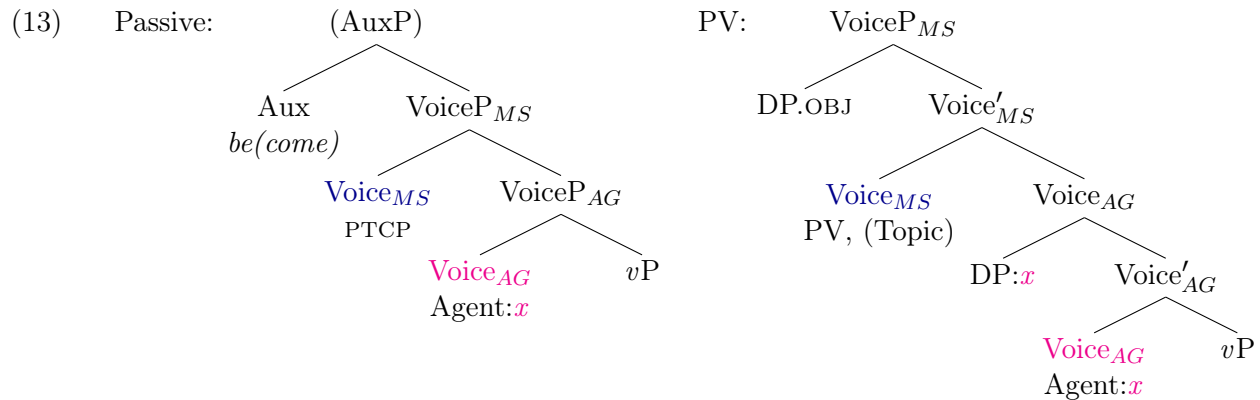 (13) Passive: (AuxP) PV: VoiceP_MS
Aux VoiceP_MS DP.OBJ Voice′_MS
be(come)
Voice_MS VoiceP_AG Voice_MS Voice_AG
PTCP PV, (Topic)
Voice_AG vP DP:x Voice′_AG
Agent:x
Voice_AG vP
Agent:x